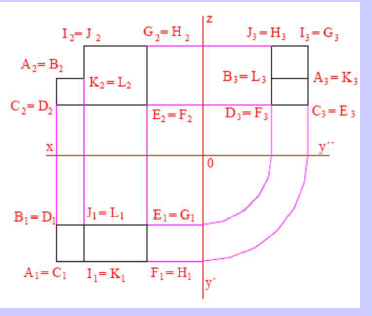 z
I₂=J₂ G₂=H₂ J₃=H₃ I₃=G₃
A₂=B₂ K₂=L₂ B₃=L₃ A₃=K₃
C₂=D₂ E₂=F₂ D₃=F₃ C₃=E₃
x 0 y´´
B₁=D₁ J₁=L₁ E₁=G₁
A₁=C₁ I₁=K₁ F₁=H₁ y´